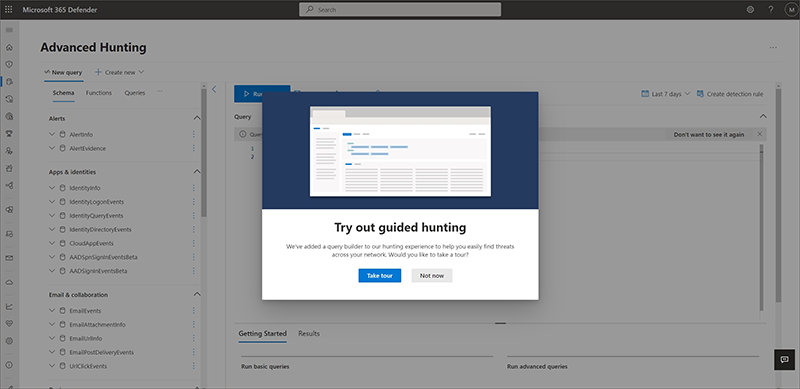 Microsoft 365 Defender
Search
M
Advanced Hunting
New query
Create new
Schema Functions Queries
Alerts
AlertInfo
AlertEvidence
Apps & identities
IdentityInfo
IdentityLogonEvents
IdentityQueryEvents
IdentityDirectoryEvents
CloudAppEvents
AADSpnSignInEventsBeta
AADSignInEventsBeta
Email & collaboration
EmailEvents
EmailAttachmentInfo
EmailUrlInfo
EmailPostDeliveryEvents
UrlClickEvents
Last 7 days
Create detection rule
Query
Don't want to see it again
1
2
Try out guided hunting
We've added a query builder to our hunting experience to help you easily find threats
across your network. Would you like to take a tour?
Take tour
Not now
Getting Started Results
Run basic queries
Run advanced queries